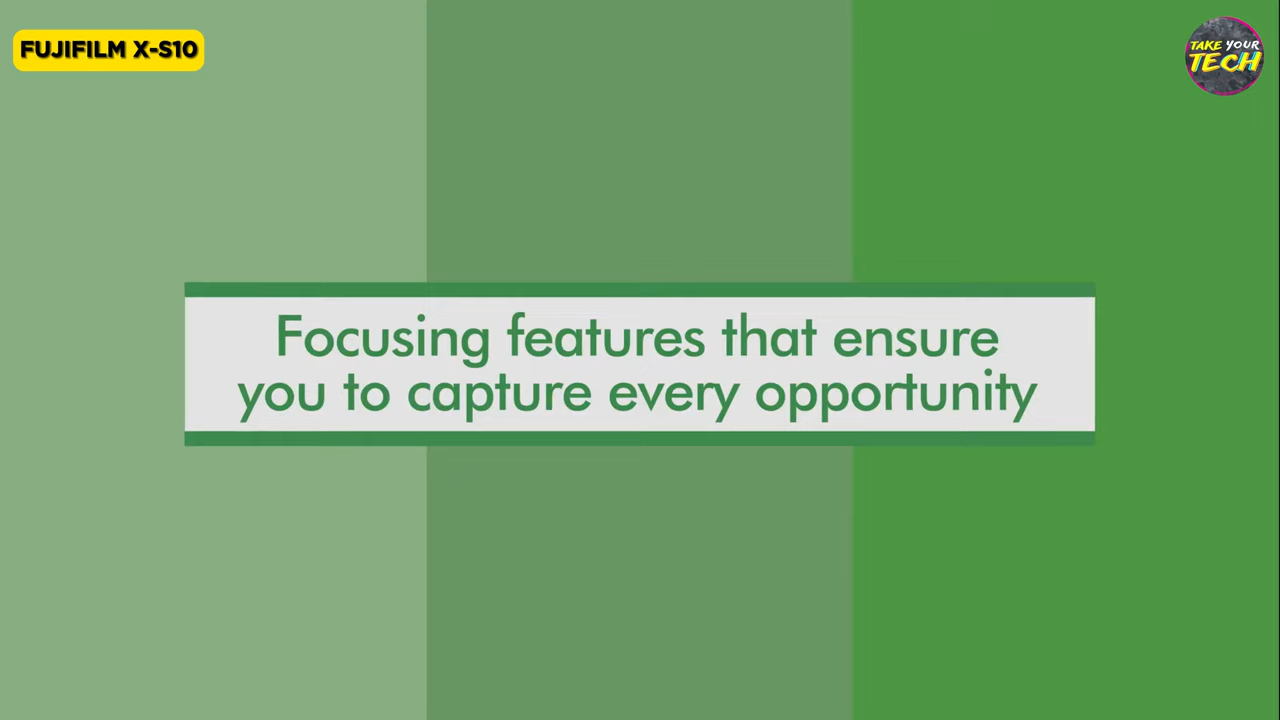 FUJIFILM X-S10
TAKE YOUR
TECH
Focusing features that ensure
you to capture every opportunity